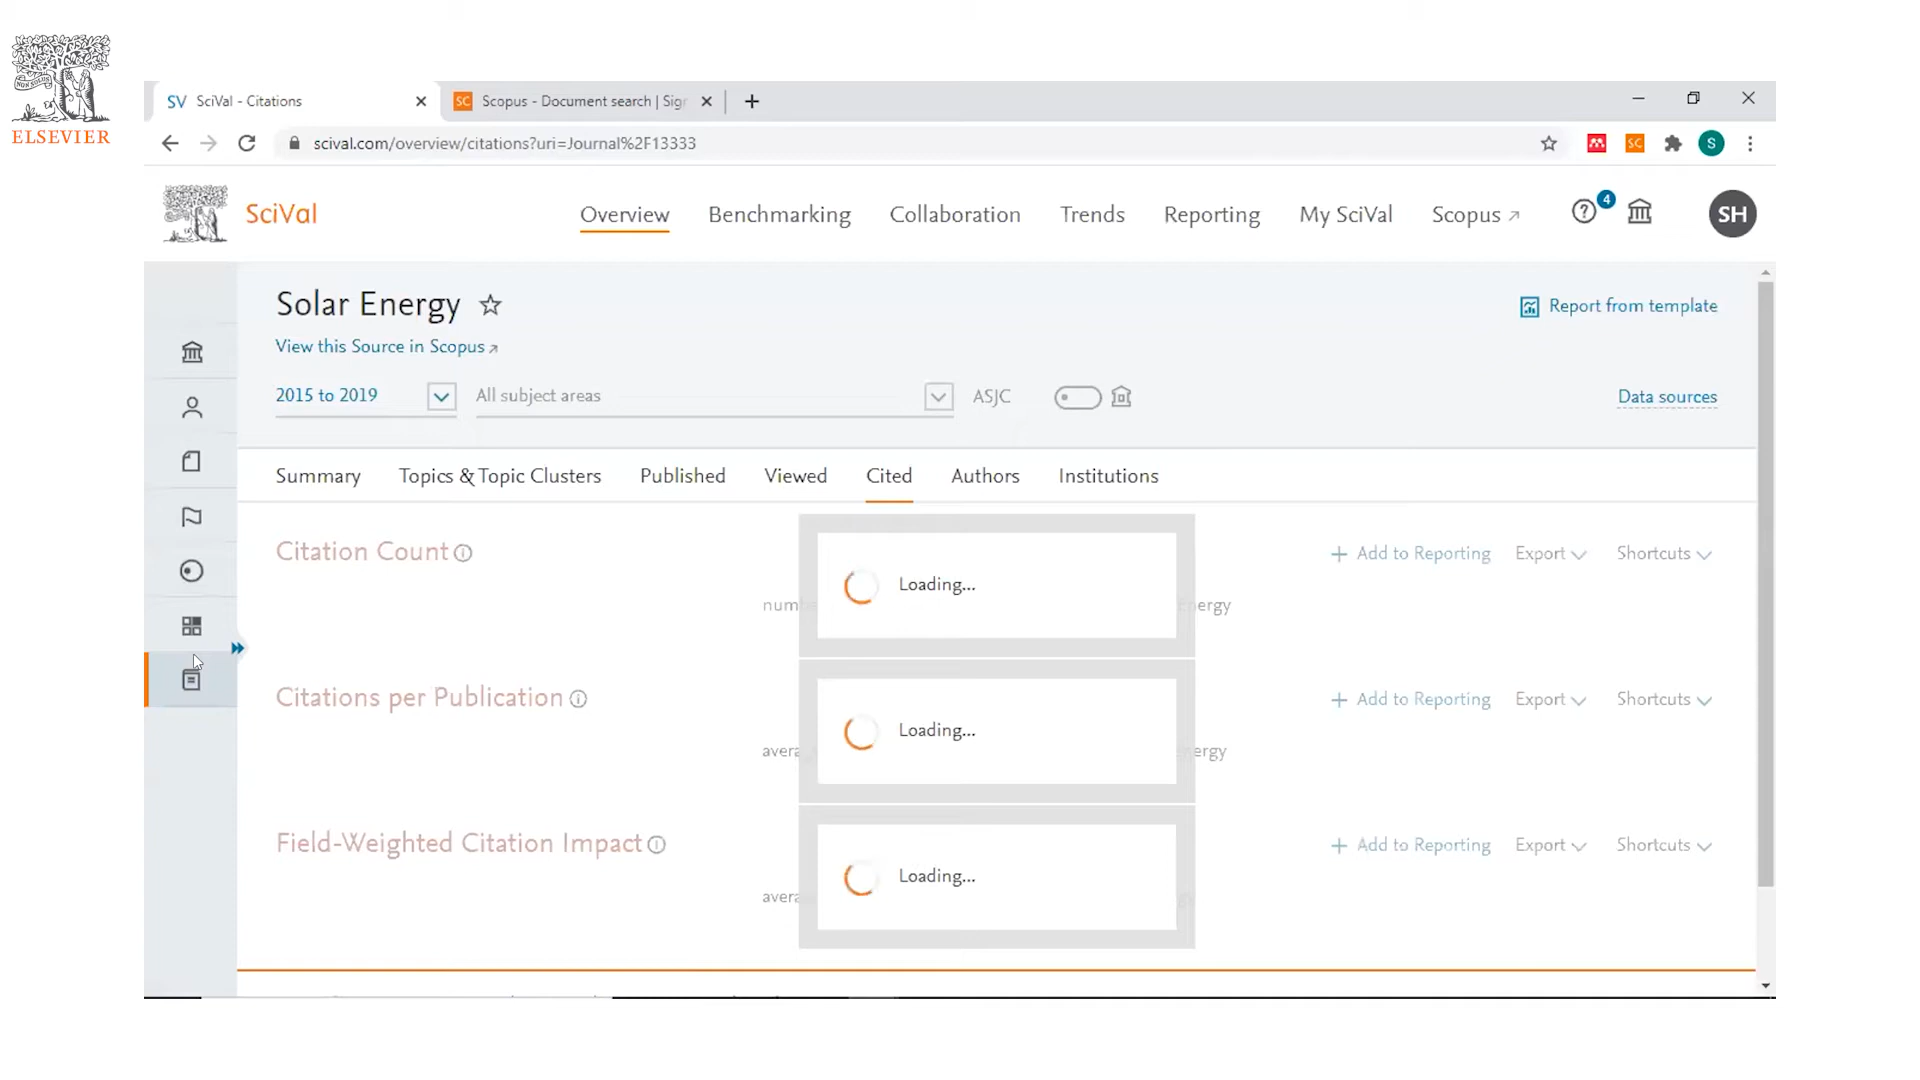 ELSEVIER
SV SciVal - Citations
SC Scopus - Document search | Sig
scival.com/overview/citations?uri=Journal%2F13333
SC
S
SciVal
Overview
Benchmarking
Collaboration
Trends
Reporting
My SciVal
Scopus
4
SH
Solar Energy
Report from template
View this Source in Scopus
2015 to 2019
All subject areas
ASJC
Data sources
Summary
Topics & Topic Clusters
Published
Viewed
Cited
Authors
Institutions
Citation Count
Loading...
+ Add to Reporting
Export
Shortcuts
Citations per Publication
Loading...
+ Add to Reporting
Export
Shortcuts
Field-Weighted Citation Impact
Loading...
+ Add to Reporting
Export
Shortcuts